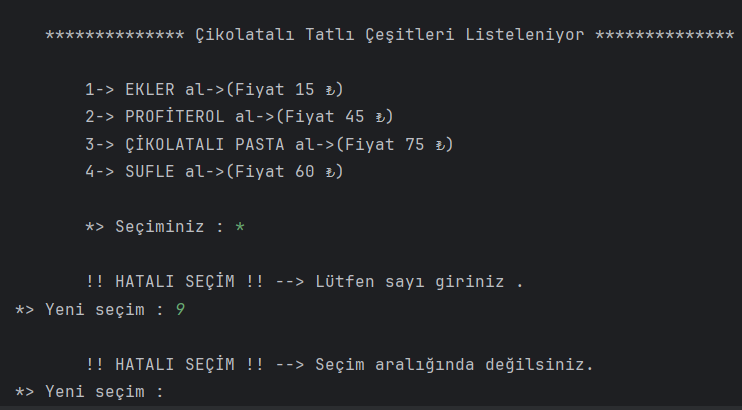 ************** Çikolatalı Tatlı Çeşitleri Listeleniyor **************
1-> EKLER al->(Fiyat 15 ₺)
2-> PROFİTEROL al->(Fiyat 45 ₺)
3-> ÇİKOLATALI PASTA al->(Fiyat 75 ₺)
4-> SUFLE al->(Fiyat 60 ₺)
*> Seçiminiz : *
!! HATALI SEÇİM !! --> Lütfen sayı giriniz .
*> Yeni seçim : 9
!! HATALI SEÇİM !! --> Seçim aralığında değilsiniz.
*> Yeni seçim :